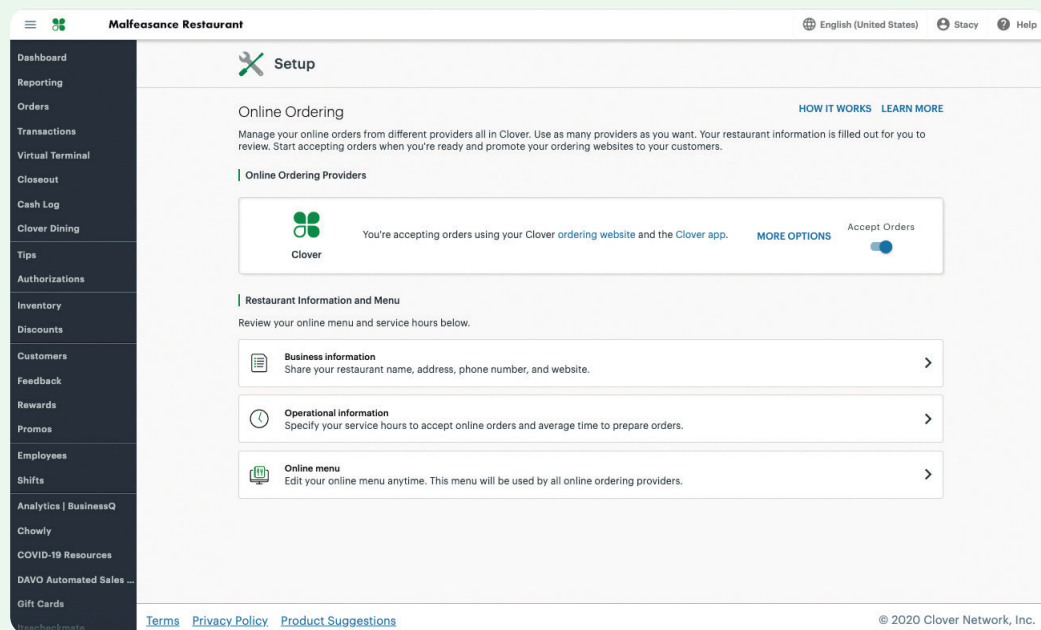 Malfeasance Restaurant
English (United States)
Stacy
Help
Dashboard
Reporting
Orders
Transactions
Virtual Terminal
Closeout
Cash Log
Clover Dining
Tips
Authorizations
Inventory
Discounts
Customers
Feedback
Rewards
Promos
Employees
Shifts
Analytics | BusinessQ
Chowly
COVID-19 Resources
DAVO Automated Sales ...
Gift Cards
Itsacheckmate
Setup
Online Ordering
HOW IT WORKS LEARN MORE
Manage your online orders from different providers all in Clover. Use as many providers as you want. Your restaurant information is filled out for you to
review. Start accepting orders when you're ready and promote your ordering websites to your customers.
Online Ordering Providers
Clover
You're accepting orders using your Clover ordering website and the Clover app.
MORE OPTIONS
Accept Orders
Restaurant Information and Menu
Review your online menu and service hours below.
Business information
Share your restaurant name, address, phone number, and website.
Operational information
Specify your service hours to accept online orders and average time to prepare orders.
Online menu
Edit your online menu anytime. This menu will be used by all online ordering providers.
Terms Privacy Policy Product Suggestions
© 2020 Clover Network, Inc.